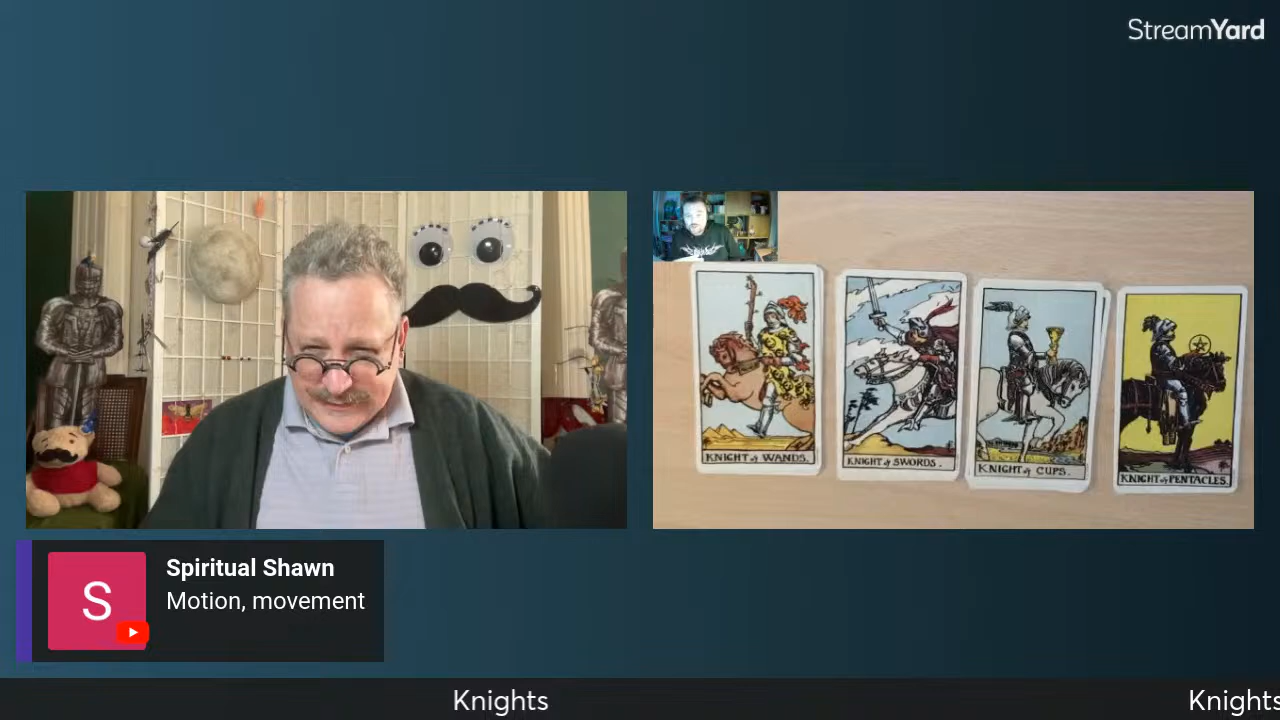 StreamYard
KNIGHT of WANDS.
KNIGHT of SWORDS.
KNIGHT of CUPS.
KNIGHT of PENTACLES.
S
Spiritual Shawn
Motion, movement
Knights
Knights